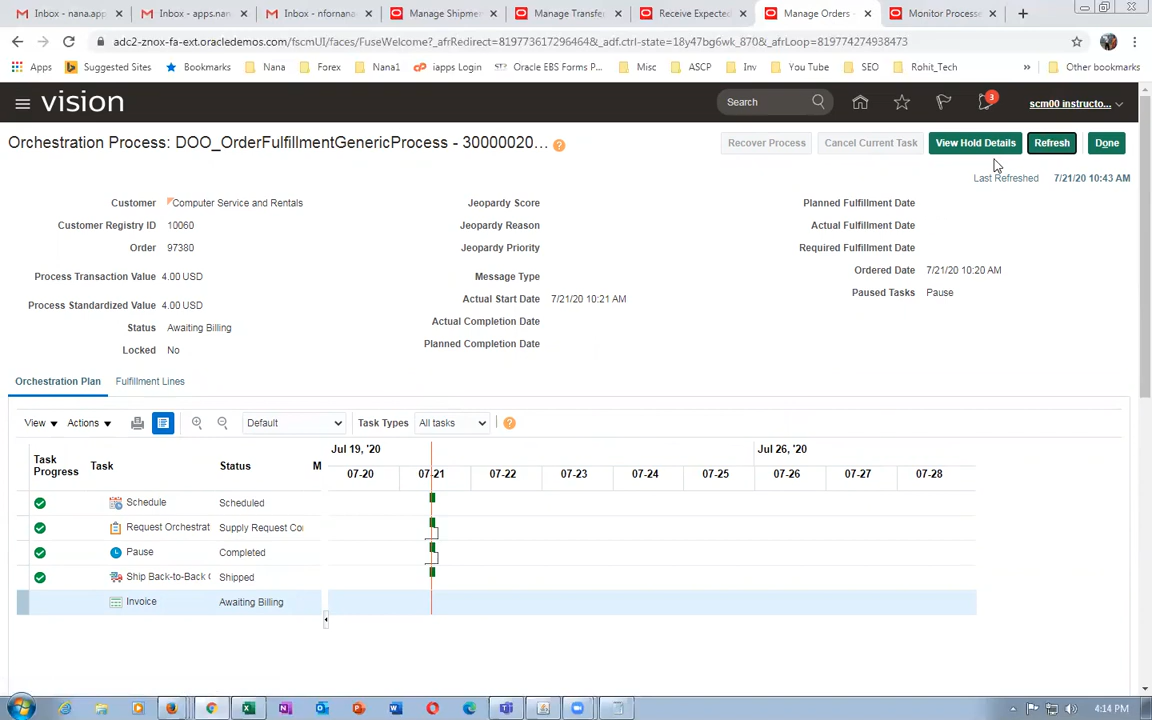 Inbox - nana.app
Inbox - apps.nan
Inbox - nfornana
Manage Shipme
Manage Transfe
Receive Expected
Manage Orders -
Monitor Processe
adc2-znox-fa-ext.oracledemos.com/fscmUI/faces/FuseWelcome?_afrRedirect=819773617296464&_adf.ctrl-state=18y47bg6wk_870&_afrLoop=819774274938473
Apps
Suggested Sites
Bookmarks
Nana
Forex
Nana1
iapps Login
Oracle EBS Forms P...
Misc
ASCP
Inv
You Tube
SEO
Rohit_Tech
»
Other bookmarks
vision
Search
3
scm00 instructo...
Orchestration Process: DOO_OrderFulfillmentGenericProcess - 30000020...
Recover Process
Cancel Current Task
View Hold Details
Refresh
Done
Last Refreshed 7/21/20 10:43 AM
Customer Computer Service and Rentals
Customer Registry ID 10060
Order 97380
Process Transaction Value 4.00 USD
Process Standardized Value 4.00 USD
Status Awaiting Billing
Locked No
Jeopardy Score
Jeopardy Reason
Jeopardy Priority
Message Type
Actual Start Date 7/21/20 10:21 AM
Actual Completion Date
Planned Completion Date
Planned Fulfillment Date
Actual Fulfillment Date
Required Fulfillment Date
Ordered Date 7/21/20 10:20 AM
Paused Tasks Pause
Orchestration Plan
Fulfillment Lines
View
Actions
Default
Task Types All tasks
Task Progress
Task
Status
M
Jul 19, '20
Jul 26, '20
07-20 07-21 07-22 07-23 07-24 07-25 07-26 07-27 07-28
Schedule Scheduled
Request Orchestrat Supply Request Coi
Pause Completed
Ship Back-to-Back C Shipped
Invoice Awaiting Billing
4:14 PM